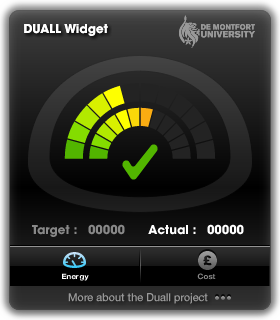 DUALL Widget
DE MONTFORT
UNIVERSITY
Target : 00000 Actual : 00000
Energy £ Cost
More about the Duall project